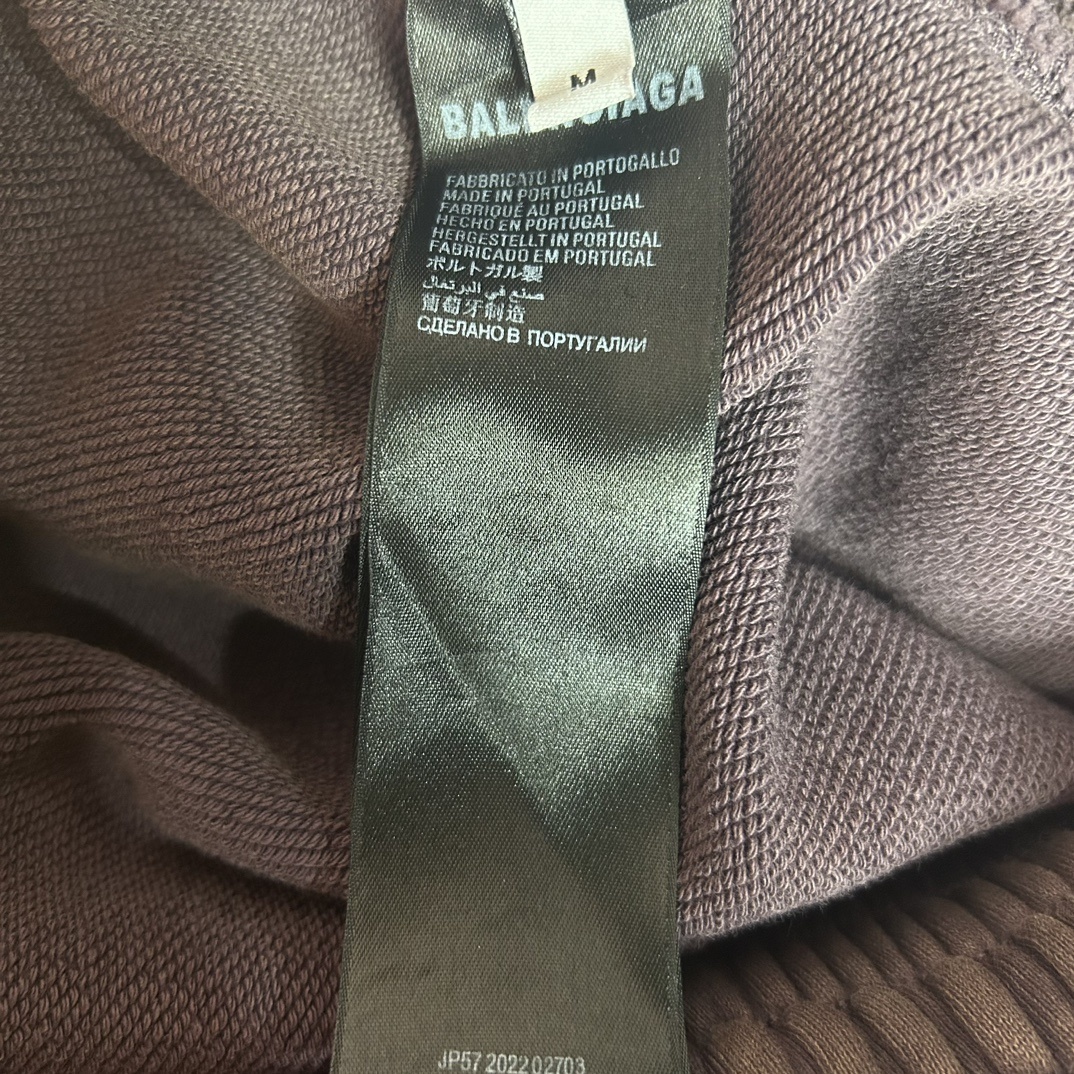 M
BALENCIAGA
FABBRICATO IN PORTOGALLO
MADE IN PORTUGAL
FABRIQUÉ AU PORTUGAL
HECHO EN PORTUGAL
HERGESTELLT IN PORTUGAL
FABRICADO EM PORTUGAL
ポルトガル製
صنع في البرتغال
葡萄牙制造
СДЕЛАНО В ПОРТУГАЛИИ
JP57 2022 02703